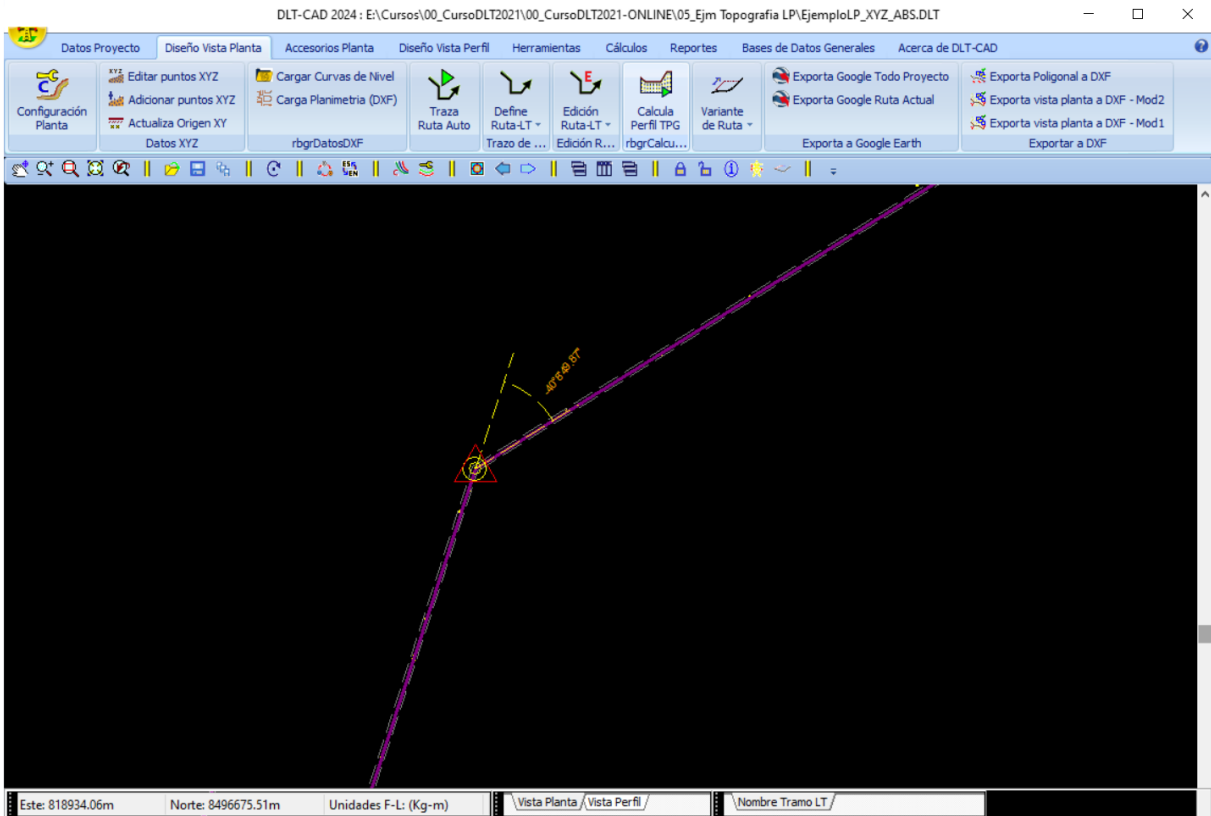 DLT-CAD 2024 : E:\Cursos\00_CursoDLT2021\00_CursoDLT2021-ONLINE\05_Ejm Topografia LP\EjemploLP_XYZ_ABS.DLT
Datos Proyecto Diseño Vista Planta Accesorios Planta Diseño Vista Perfil Herramientas Cálculos Reportes Bases de Datos Generales Acerca de DLT-CAD
Configuración Planta
Editar puntos XYZ
Adicionar puntos XYZ
Actualiza Origen XY
Datos XYZ
Cargar Curvas de Nivel
Carga Planimetria (DXF)
rbgrDatosDXF
Traza
Ruta Auto
Define
Ruta-LT
Trazo de ...
Edición
Ruta-LT
Edición R...
Calcula
Perfil TPG
rbgrCalcu...
Variante
de Ruta
Exporta Google Todo Proyecto
Exporta Google Ruta Actual
Exporta a Google Earth
Exporta Poligonal a DXF
Exporta vista planta a DXF - Mod2
Exporta vista planta a DXF - Mod1
Exportar a DXF
-40°6'49.87"
Este: 818934.06m Norte: 8496675.51m Unidades F-L: (Kg-m) Vista Planta Vista Perfil Nombre Tramo LT